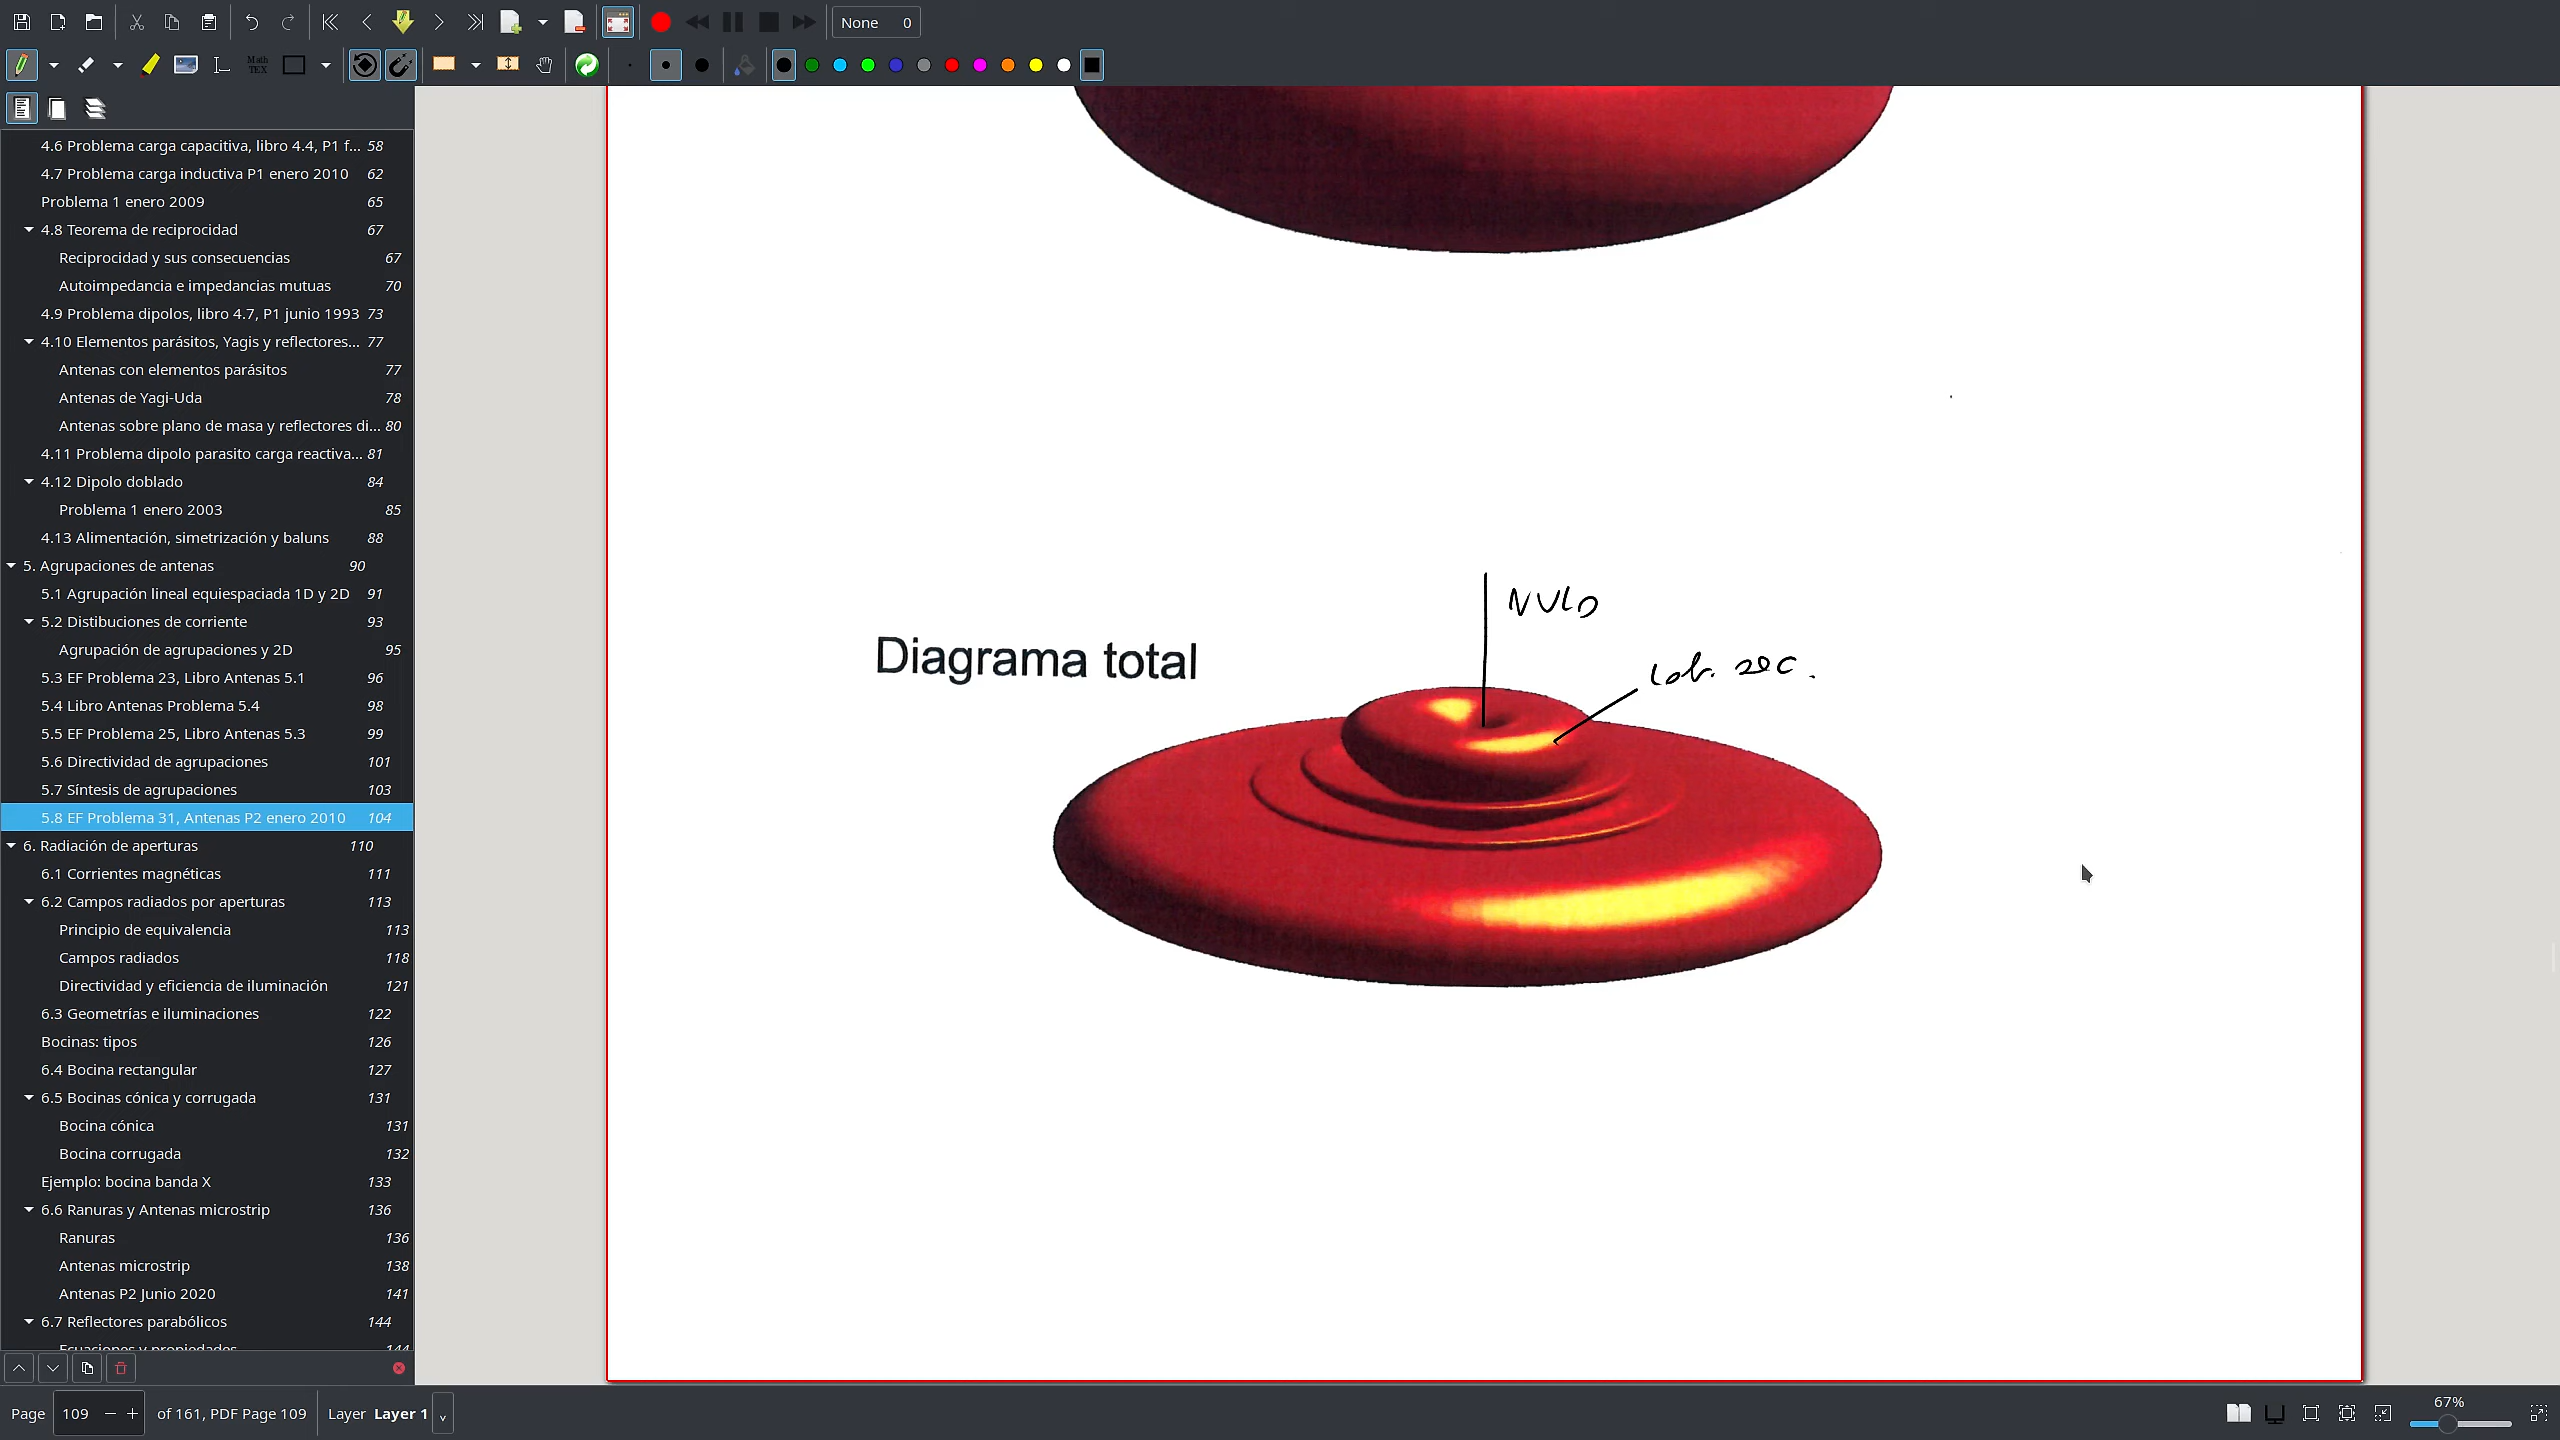 None 0
Math
TEX
4.6 Problema carga capacitiva, libro 4.4, P1 f... 58
4.7 Problema carga inductiva P1 enero 2010 62
Problema 1 enero 2009 65
4.8 Teorema de reciprocidad 67
Reciprocidad y sus consecuencias 67
Autoimpedancia e impedancias mutuas 70
4.9 Problema dipolos, libro 4.7, P1 junio 1993 73
4.10 Elementos parásitos, Yagis y reflectores... 77
Antenas con elementos parásitos 77
Antenas de Yagi-Uda 78
Antenas sobre plano de masa y reflectores di... 80
4.11 Problema dipolo parasito carga reactiva... 81
4.12 Dipolo doblado 84
Problema 1 enero 2003 85
4.13 Alimentación, simetrización y baluns 88
5. Agrupaciones de antenas 90
5.1 Agrupación lineal equiespaciada 1D y 2D 91
5.2 Distibuciones de corriente 93
Agrupación de agrupaciones y 2D 95
5.3 EF Problema 23, Libro Antenas 5.1 96
5.4 Libro Antenas Problema 5.4 98
5.5 EF Problema 25, Libro Antenas 5.3 99
5.6 Directividad de agrupaciones 101
5.7 Síntesis de agrupaciones 103
5.8 EF Problema 31, Antenas P2 enero 2010 104
6. Radiación de aperturas 110
6.1 Corrientes magnéticas 111
6.2 Campos radiados por aperturas 113
Principio de equivalencia 113
Campos radiados 118
Directividad y eficiencia de iluminación 121
6.3 Geometrías e iluminaciones 122
Bocinas: tipos 126
6.4 Bocina rectangular 127
6.5 Bocinas cónica y corrugada 131
Bocina cónica 131
Bocina corrugada 132
Ejemplo: bocina banda X 133
6.6 Ranuras y Antenas microstrip 136
Ranuras 136
Antenas microstrip 138
Antenas P2 Junio 2020 141
6.7 Reflectores parabólicos 144
Ecuaciones y propiedades 144
NULO
Lob. sec.
Diagrama total
Page 109 of 161, PDF Page 109 Layer Layer 1
67%